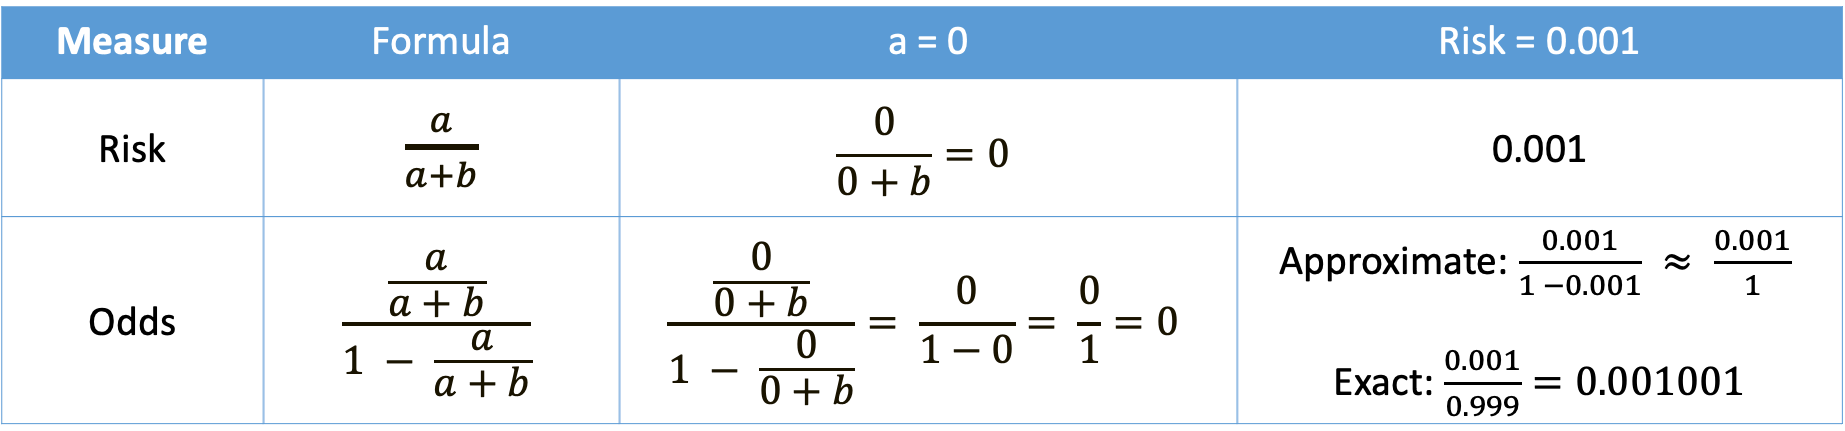 Measure Formula a = 0 Risk = 0.001
Risk a/(a+b) 0/(0 + b) = 0 0.001
Odds (a/(a + b))/(1 − a/(a + b)) (0/(0 + b))/(1 − 0/(0 + b)) = 0/(1 − 0) = 0/1 = 0 Approximate: 0.001/(1 −0.001) ≈ 0.001/1
Exact: 0.001/0.999 = 0.001001